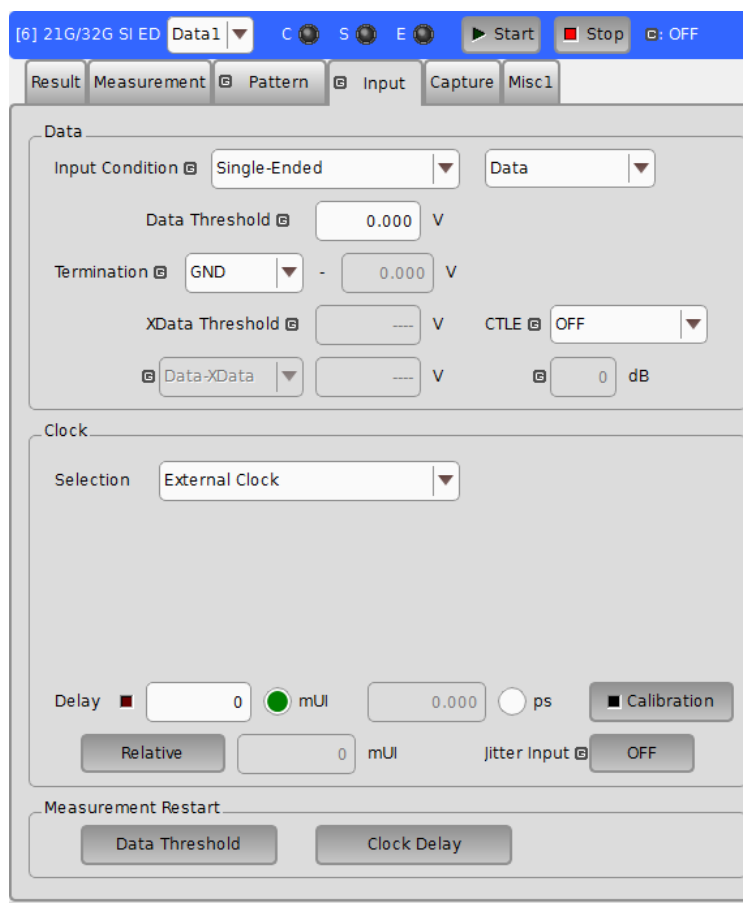 [6] 21G/32G SI ED Data1 C S E Start Stop G: OFF
Result Measurement G Pattern G Input Capture Misc1
Data
Input Condition G Single-Ended Data
Data Threshold G 0.000 V
Termination G GND - 0.000 V
XData Threshold G ---- V CTLE G OFF
G Data-XData ---- V G 0 dB
Clock
Selection External Clock
Delay 0 mUI 0.000 ps Calibration
Relative 0 mUI Jitter Input G OFF
Measurement Restart
Data Threshold Clock Delay